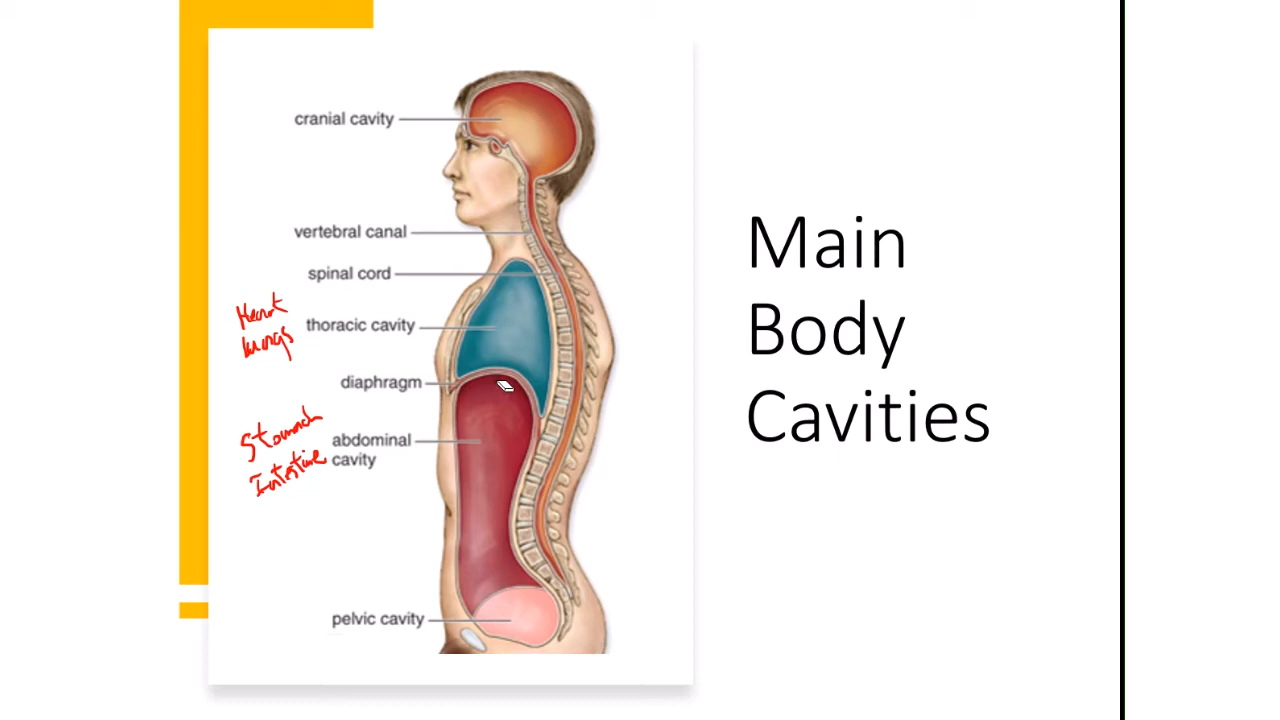 cranial cavity
vertebral canal
spinal cord
Heart
lungs
thoracic cavity
diaphragm
Stomach
Intestine
abdominal
cavity
pelvic cavity
Main
Body
Cavities